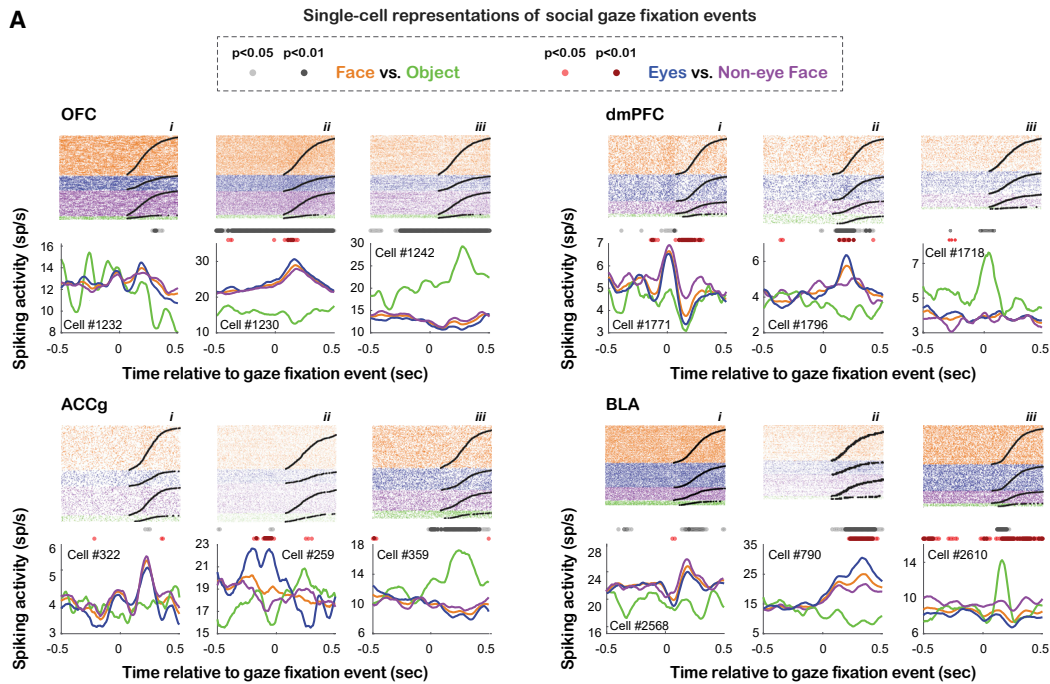 A
Single-cell representations of social gaze fixation events
p<0.05 p<0.01 p<0.05 p<0.01
Face vs. Object Eyes vs. Non-eye Face
OFC
i ii iii
Spiking activity (sp/s)
16
14
12
10
8
Cell #1232
-0.5 0 0.5
30
20
10
Cell #1230
-0.5 0 0.5
30
25
20
15
10
Cell #1242
-0.5 0 0.5
Time relative to gaze fixation event (sec)
dmPFC
i ii iii
Spiking activity (sp/s)
7
6
5
4
3
Cell #1771
-0.5 0 0.5
8
6
4
2
Cell #1796
-0.5 0 0.5
7
5
3
Cell #1718
-0.5 0 0.5
Time relative to gaze fixation event (sec)
ACCg
i ii iii
Spiking activity (sp/s)
6
5
4
3
Cell #322
-0.5 0 0.5
23
21
19
17
15
Cell #259
-0.5 0 0.5
18
14
10
6
Cell #359
-0.5 0 0.5
Time relative to gaze fixation event (sec)
BLA
i ii iii
Spiking activity (sp/s)
28
24
20
16
Cell #2568
-0.5 0 0.5
35
25
15
5
Cell #790
-0.5 0 0.5
14
10
6
Cell #2610
-0.5 0 0.5
Time relative to gaze fixation event (sec)